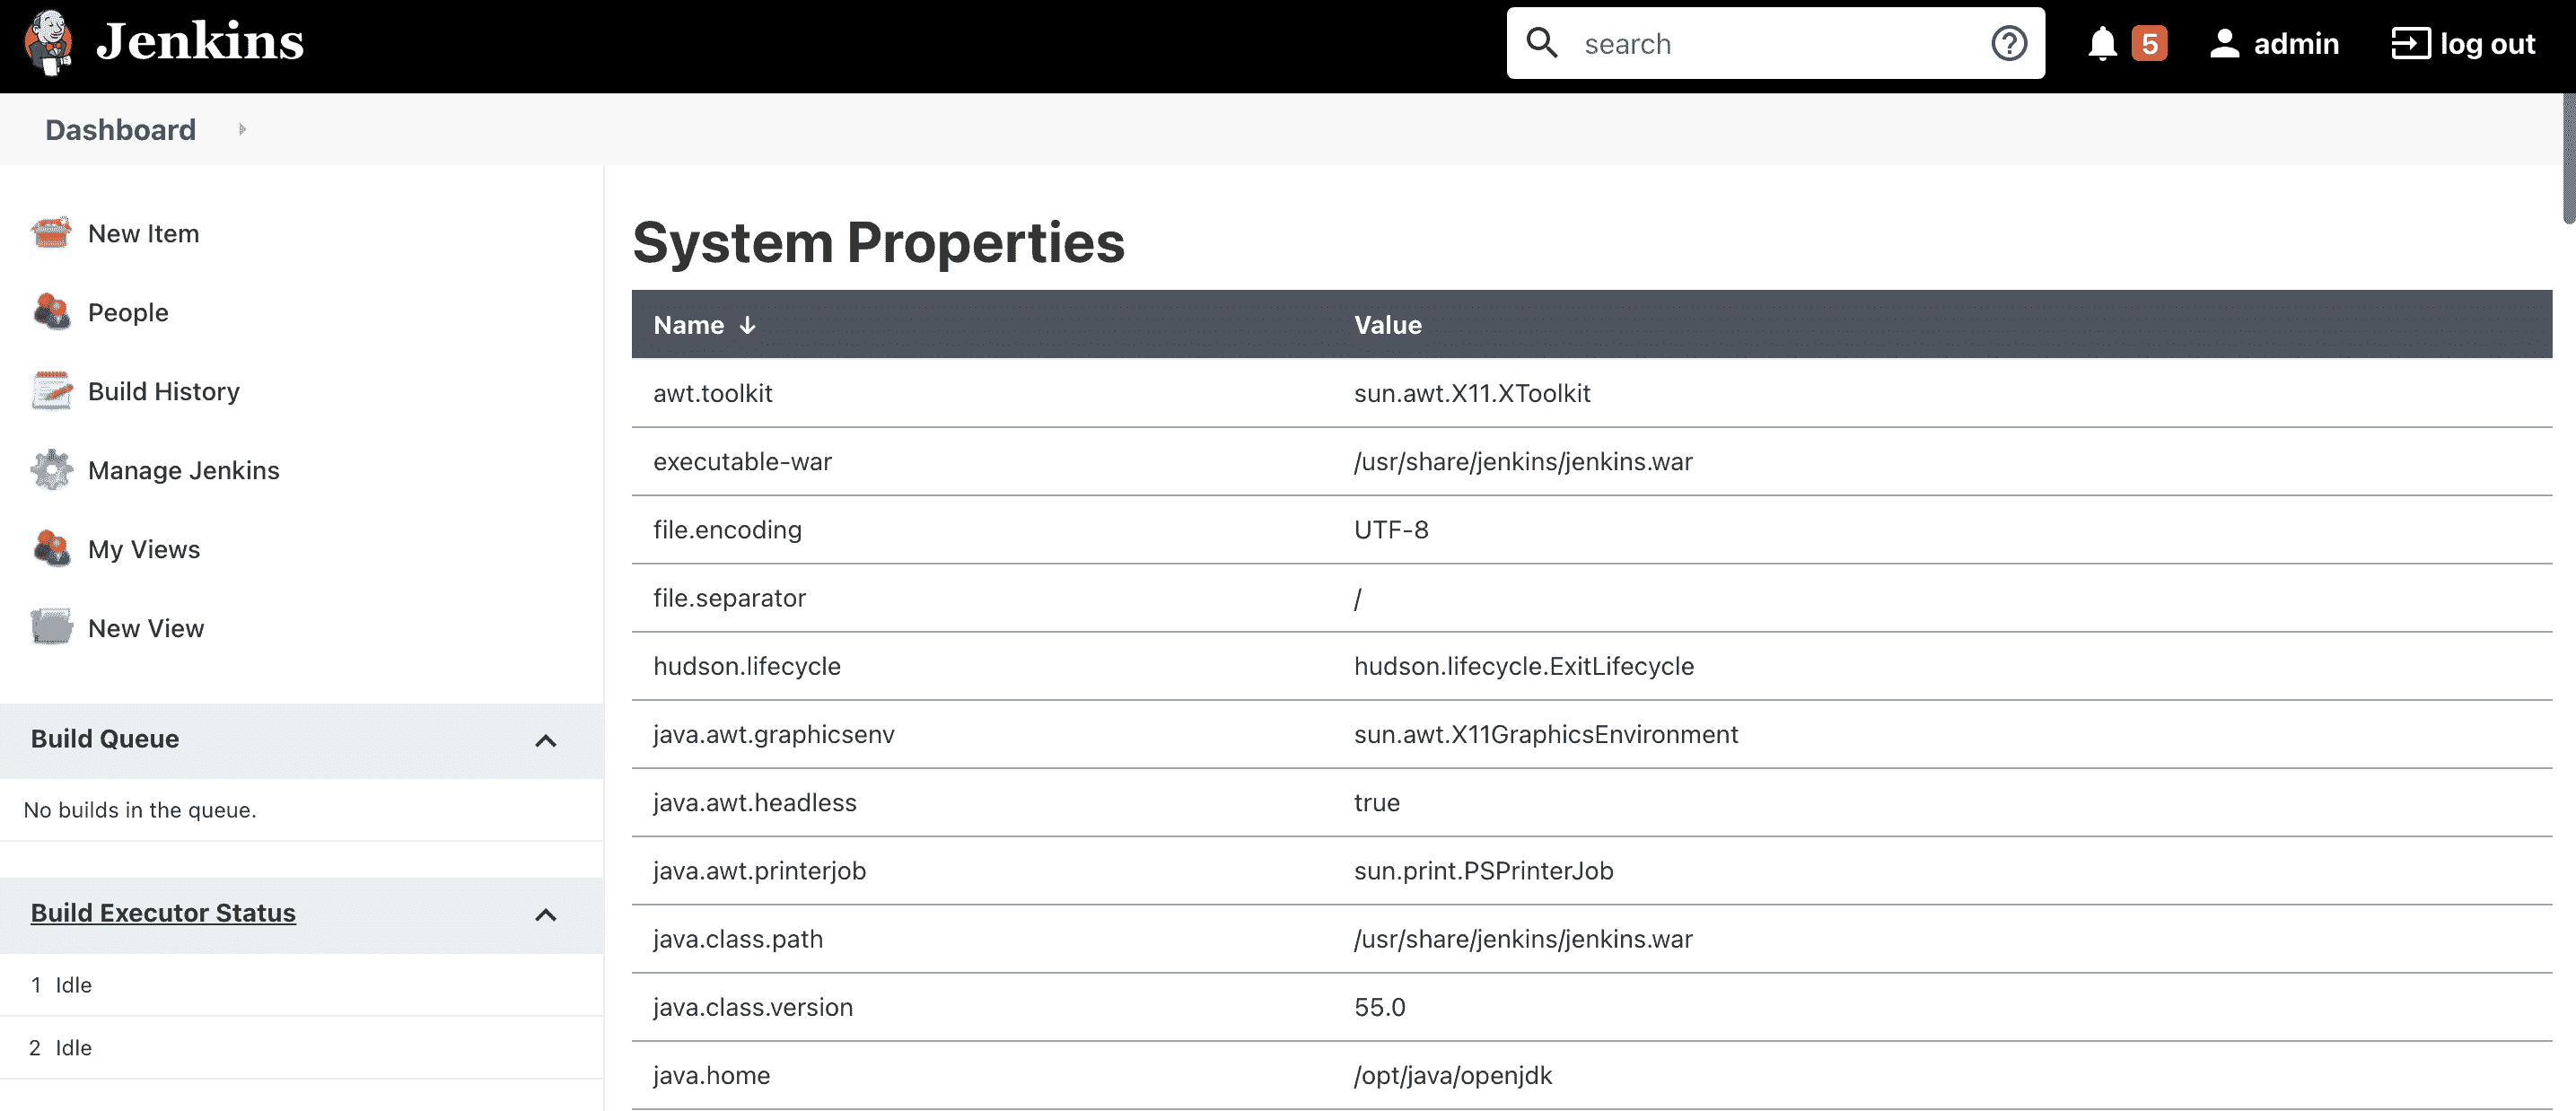 Jenkins
search
5
admin
log out
Dashboard
New Item
People
Build History
Manage Jenkins
My Views
New View
Build Queue
No builds in the queue.
Build Executor Status
1 Idle
2 Idle
System Properties
Name ↓ Value
awt.toolkit sun.awt.X11.XToolkit
executable-war /usr/share/jenkins/jenkins.war
file.encoding UTF-8
file.separator /
hudson.lifecycle hudson.lifecycle.ExitLifecycle
java.awt.graphicsenv sun.awt.X11GraphicsEnvironment
java.awt.headless true
java.awt.printerjob sun.print.PSPrinterJob
java.class.path /usr/share/jenkins/jenkins.war
java.class.version 55.0
java.home /opt/java/openjdk